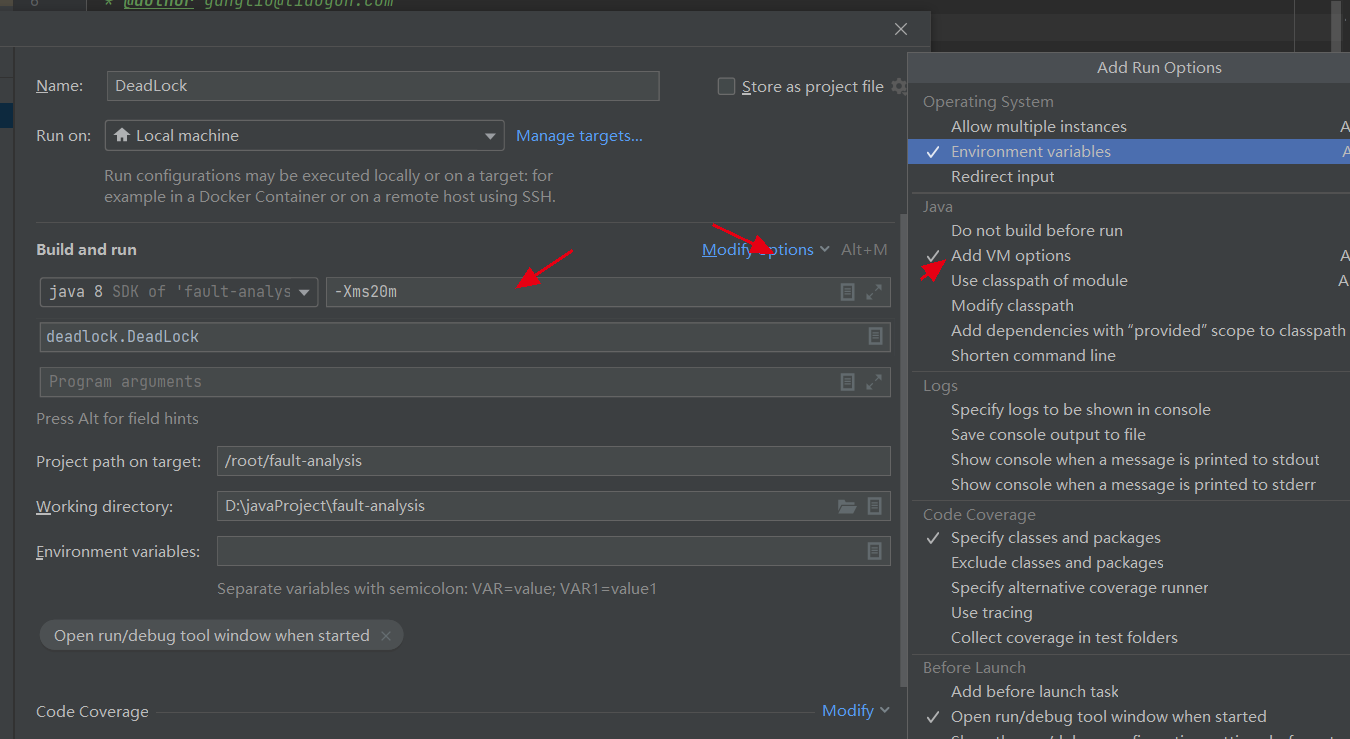 * @author
Name:
DeadLock
Store as project file
Run on:
Local machine
Manage targets...
Run configurations may be executed locally or on a target: for
example in a Docker Container or on a remote host using SSH.
Build and run
Modify options
Alt+M
java 8 SDK of 'fault-analys
-Xms20m
deadlock.DeadLock
Program arguments
Press Alt for field hints
Project path on target:
/root/fault-analysis
Working directory:
D:\javaProject\fault-analysis
Environment variables:
Separate variables with semicolon: VAR=value; VAR1=value1
Open run/debug tool window when started
Code Coverage
Modify
Add Run Options
Operating System
Allow multiple instances
Environment variables
Redirect input
Java
Do not build before run
Add VM options
Use classpath of module
Modify classpath
Add dependencies with “provided” scope to classpath
Shorten command line
Logs
Specify logs to be shown in console
Save console output to file
Show console when a message is printed to stdout
Show console when a message is printed to stderr
Code Coverage
Specify classes and packages
Exclude classes and packages
Specify alternative coverage runner
Use tracing
Collect coverage in test folders
Before Launch
Add before launch task
Open run/debug tool window when started